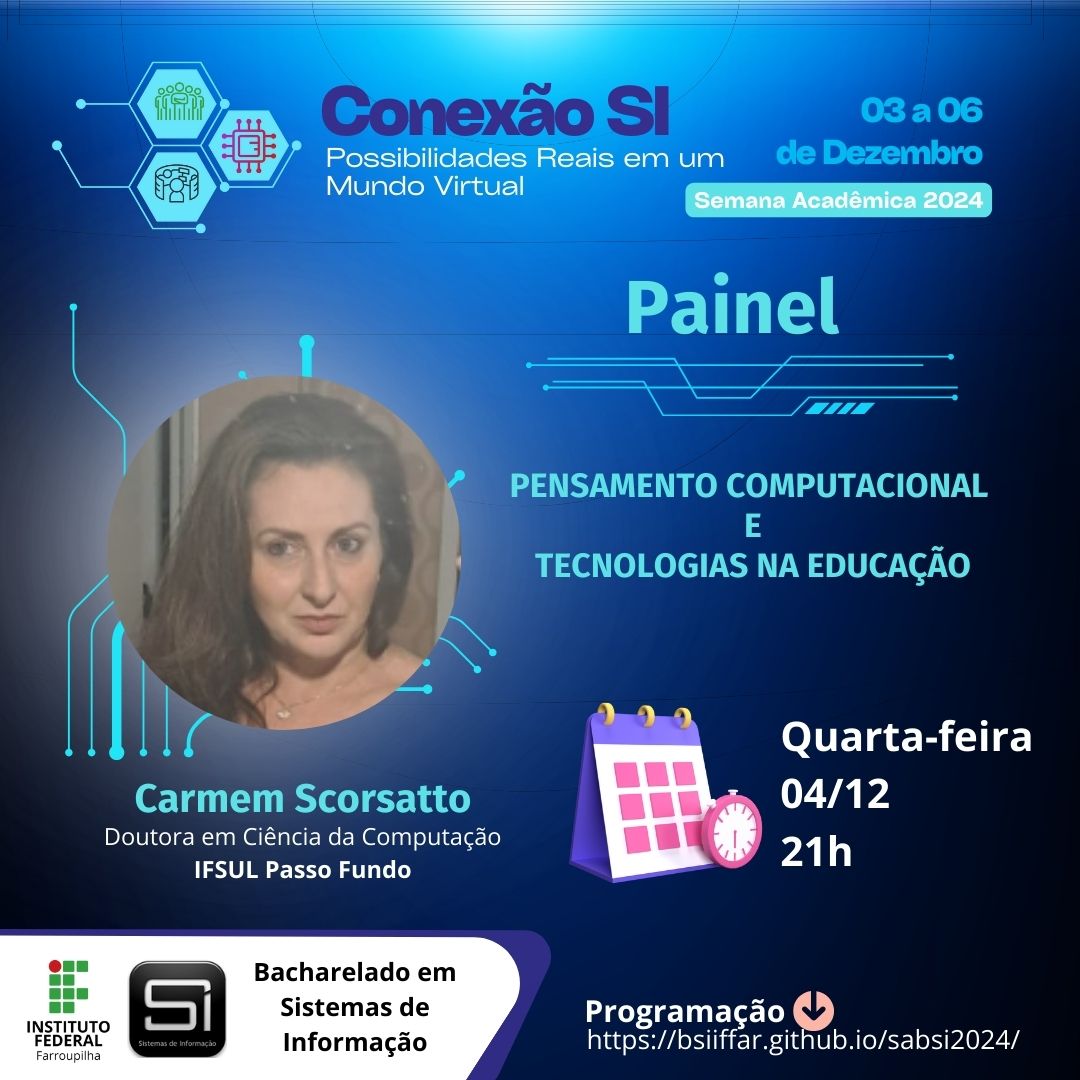 Conexão SI
Possibilidades Reais em um
Mundo Virtual
03 a 06
de Dezembro
Semana Acadêmica 2024
Painel
PENSAMENTO COMPUTACIONAL
E
TECNOLOGIAS NA EDUCAÇÃO
Quarta-feira
04/12
21h
Carmem Scorsatto
Doutora em Ciência da Computação
IFSUL Passo Fundo
INSTITUTO
FEDERAL
Farroupilha
Si
Sistemas de Informação
Bacharelado em
Sistemas de
Informação
Programação
https://bsiiffar.github.io/sabsi2024/